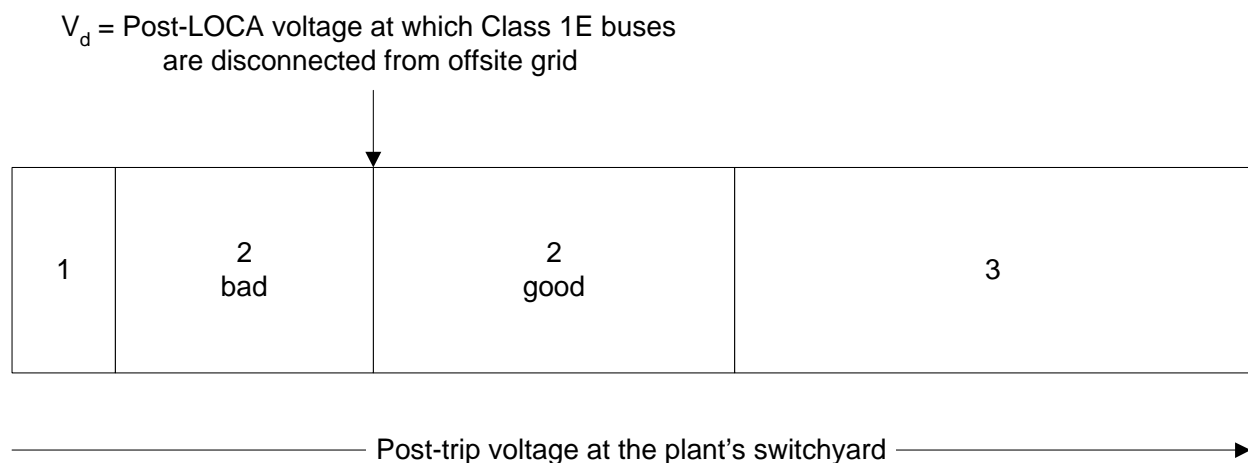 V_d = Post-LOCA voltage at which Class 1E buses
are disconnected from offsite grid
1
2
bad
2
good
3
Post-trip voltage at the plant's switchyard